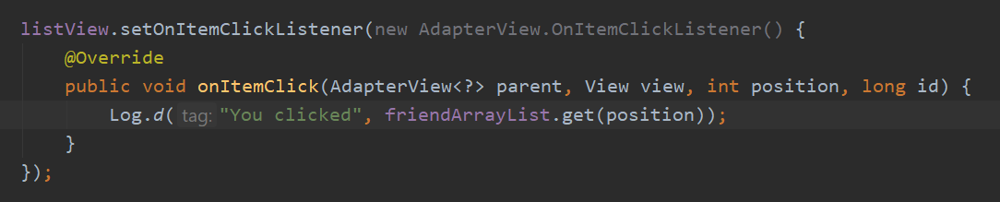 listView.setOnItemClickListener(new AdapterView.OnItemClickListener() {
    @Override
    public void onItemClick(AdapterView<?> parent, View view, int position, long id) {
        Log.d( tag: "You clicked", friendArrayList.get(position));
    }
});